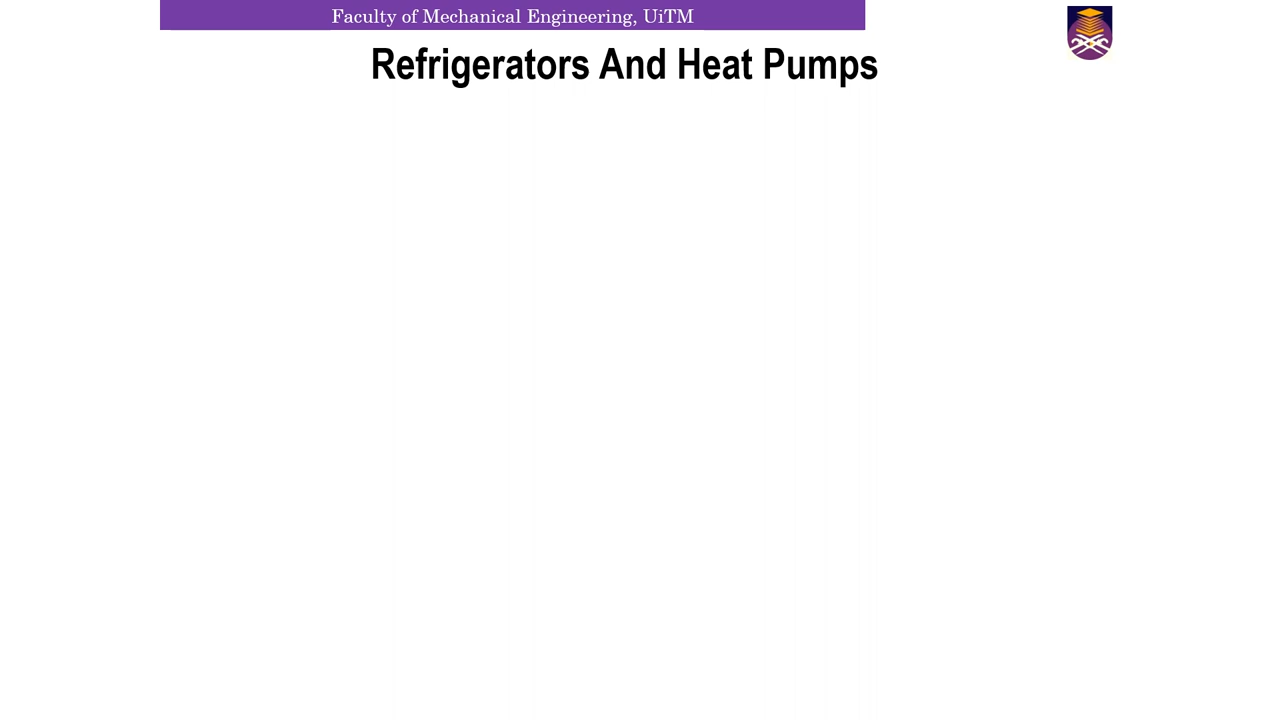 Faculty of Mechanical Engineering, UiTM
Refrigerators And Heat Pumps